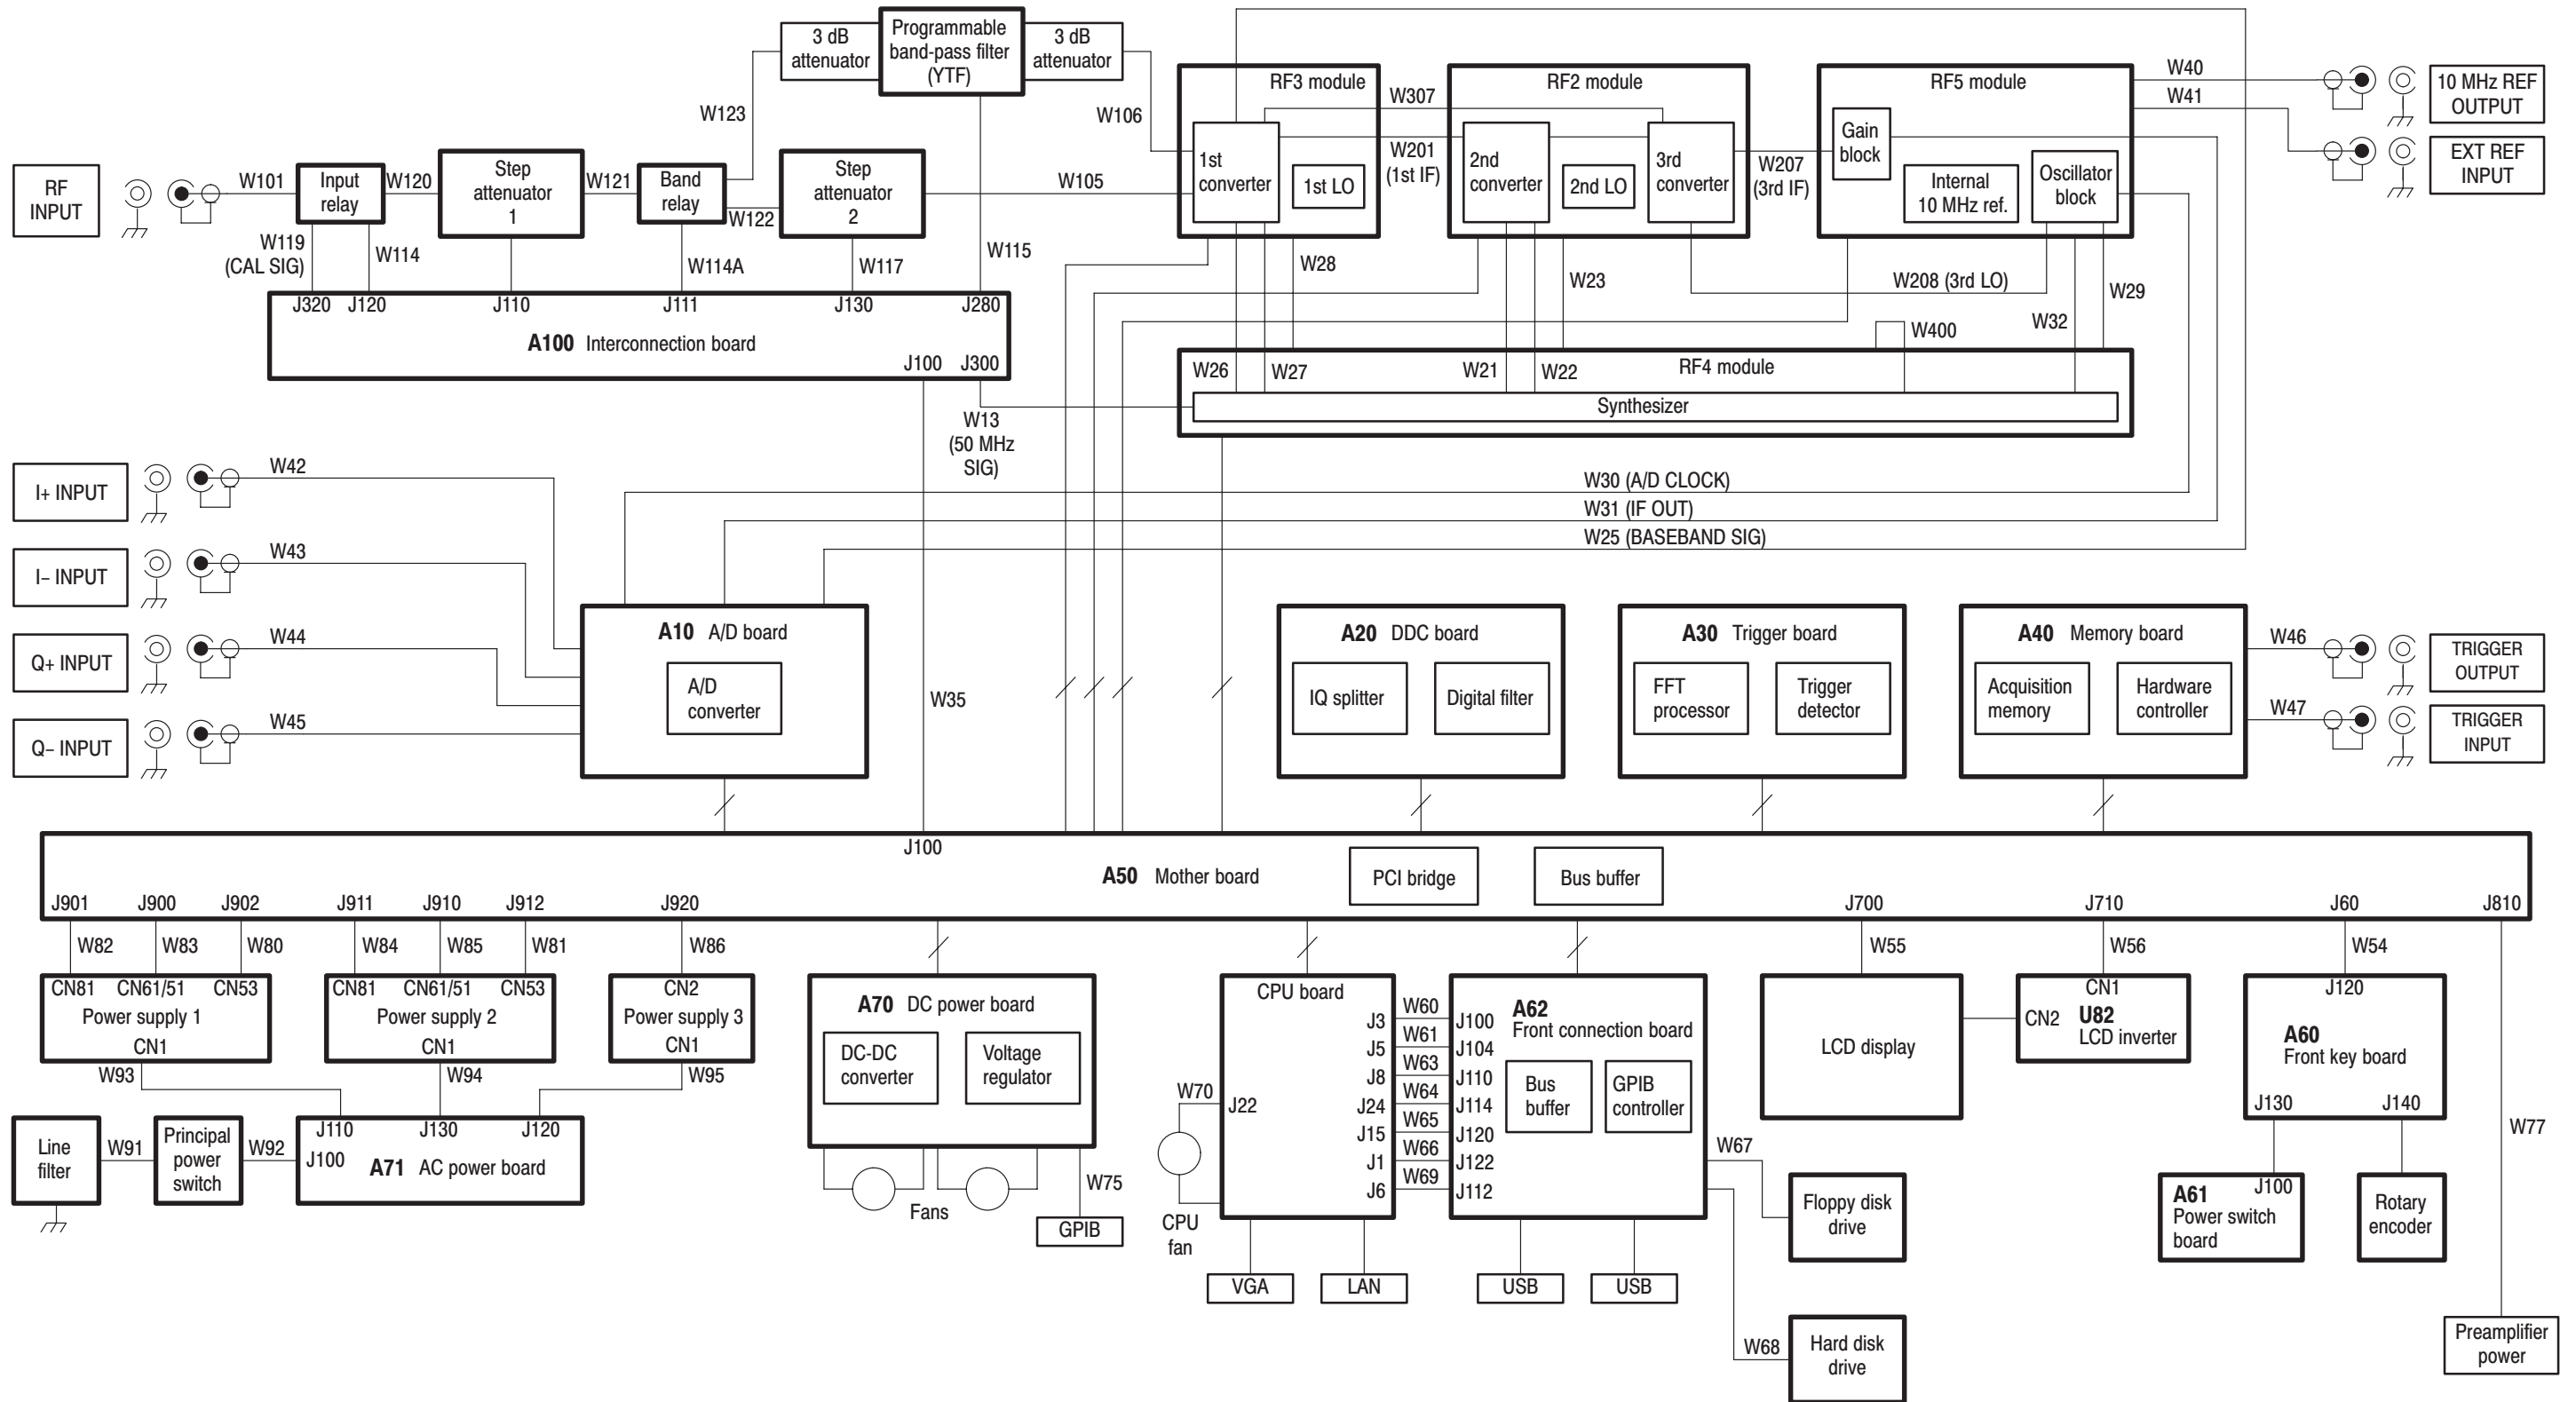 3 dB
attenuator
Programmable
band-pass filter
(YTF)
3 dB
attenuator
W123
W106
W115
RF
INPUT
W101
Input
relay
W120
Step
attenuator
1
W121
Band
relay
W122
Step
attenuator
2
W105
W119
(CAL SIG)
W114
W114A
W117
J320
J120
J110
J111
J130
J280
A100 Interconnection board
J100
J300
W13
(50 MHz
SIG)
RF3 module
1st
converter
1st LO
W307
W201
(1st IF)
RF2 module
2nd
converter
2nd LO
3rd
converter
W207
(3rd IF)
RF5 module
Gain
block
Internal
10 MHz ref.
Oscillator
block
W40
W41
10 MHz REF
OUTPUT
EXT REF
INPUT
W28
W23
W208 (3rd LO)
W29
W32
W400
W26
W27
W21
W22
RF4 module
Synthesizer
W30 (A/D CLOCK)
W31 (IF OUT)
W25 (BASEBAND SIG)
I+ INPUT
W42
I– INPUT
W43
Q+ INPUT
W44
Q– INPUT
W45
A10 A/D board
A/D
converter
W35
A20 DDC board
IQ splitter
Digital filter
A30 Trigger board
FFT
processor
Trigger
detector
A40 Memory board
Acquisition
memory
Hardware
controller
W46
W47
TRIGGER
OUTPUT
TRIGGER
INPUT
J100
A50 Mother board
PCI bridge
Bus buffer
J901
J900
J902
J911
J910
J912
J920
J700
J710
J60
J810
W82
W83
W80
W84
W85
W81
W86
W55
W56
W54
CN81
CN61/51
CN53
Power supply 1
CN1
CN81
CN61/51
CN53
Power supply 2
CN1
CN2
Power supply 3
CN1
W93
W94
W95
Line
filter
W91
Principal
power
switch
W92
J110
J130
J120
J100
A71 AC power board
A70 DC power board
DC-DC
converter
Voltage
regulator
Fans
W75
GPIB
W70
CPU
fan
CPU board
J22
J3
J5
J8
J24
J15
J1
J6
W60
W61
W63
W64
W65
W66
W69
J100
J104
J110
J114
J120
J122
J112
A62
Front connection board
Bus
buffer
GPIB
controller
VGA
LAN
USB
USB
W67
W68
Floppy disk
drive
Hard disk
drive
LCD display
CN1
CN2
U82
LCD inverter
J120
A60
Front key board
J130
J140
J100
A61
Power switch
board
Rotary
encoder
W77
Preamplifier
power